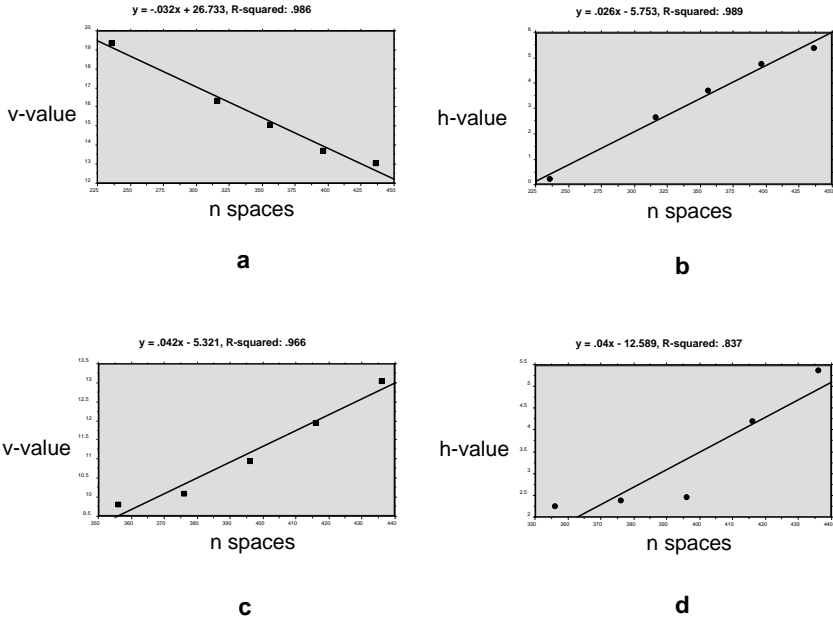 y = -.032x + 26.733, R-squared: .986
20
19
18
17
16
15
14
13
12
v-value
225 250 275 300 325 350 375 400 425 450
n spaces
a
y = .026x - 5.753, R-squared: .989
6
5
4
3
2
1
0
h-value
225 250 275 300 325 350 375 400 425 450
n spaces
b
y = .042x - 5.321, R-squared: .966
13.5
13
12.5
12
11.5
11
10.5
10
9.5
v-value
350 360 370 380 390 400 410 420 430 440
n spaces
c
y = .04x - 12.589, R-squared: .837
5.5
5
4.5
4
3.5
3
2.5
2
h-value
350 360 370 380 390 400 410 420 430 440
n spaces
d